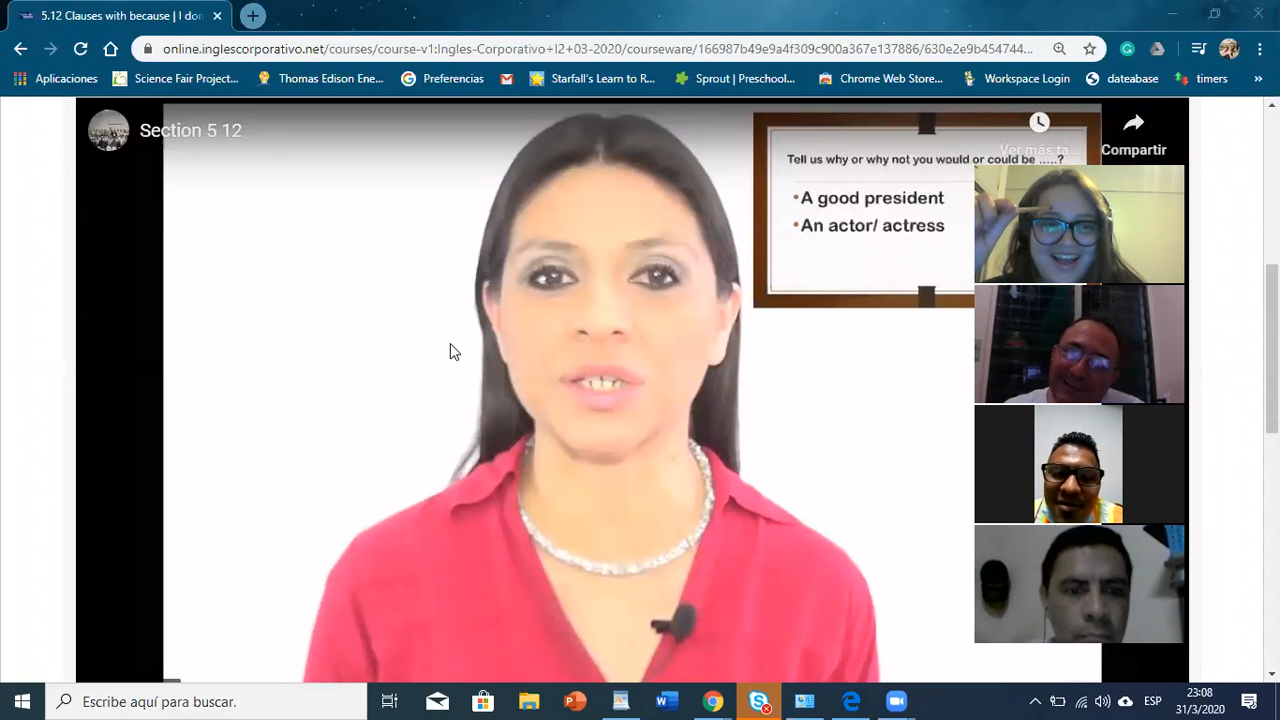 5.12 Clauses with because | I don
online.inglescorporativo.net/courses/course-v1:Ingles-Corporativo+I2+03-2020/courseware/166987b49e9a4f309c900a367e137886/630e2e9b454744...
Aplicaciones Science Fair Project... Thomas Edison Ene... Preferencias Starfall's Learn to R... Sprout | Preschool... Chrome Web Store... Workspace Login dateabase timers
Section 5 12
Ver más ta... Compartir
Tell us why or why not you would or could be .....?
•A good president
•An actor/ actress
Escribe aquí para buscar.
ESP
23:08
31/3/2020